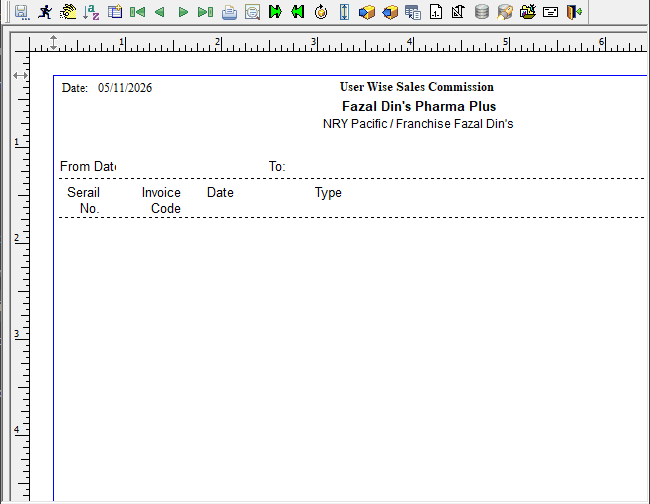 1 2 3 4 5 6
Date: 05/11/2026 User Wise Sales Commission
Fazal Din's Pharma Plus
NRY Pacific / Franchise Fazal Din's
1
From Date To:
Serail Invoice Date Type
No. Code
2
3
4